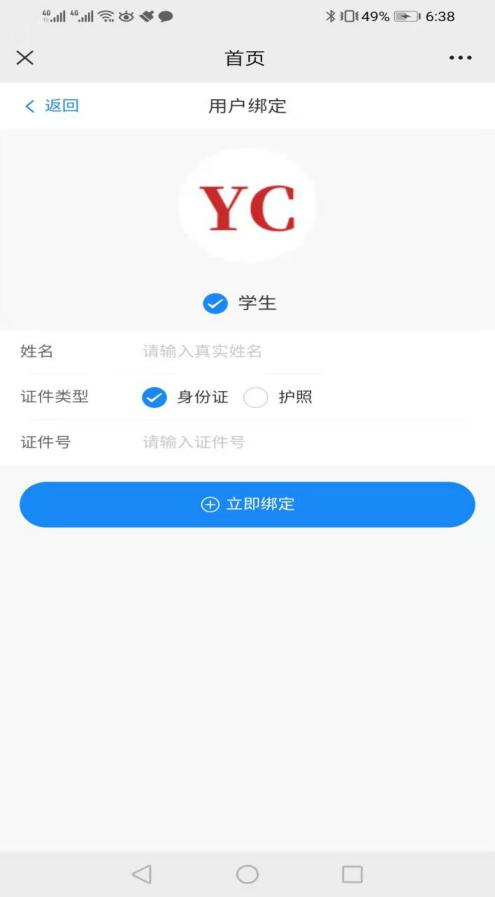 4G 4G 49% 6:38
首页
返回 用户绑定
YC
学生
姓名 请输入真实姓名
证件类型 身份证 护照
证件号 请输入证件号
立即绑定